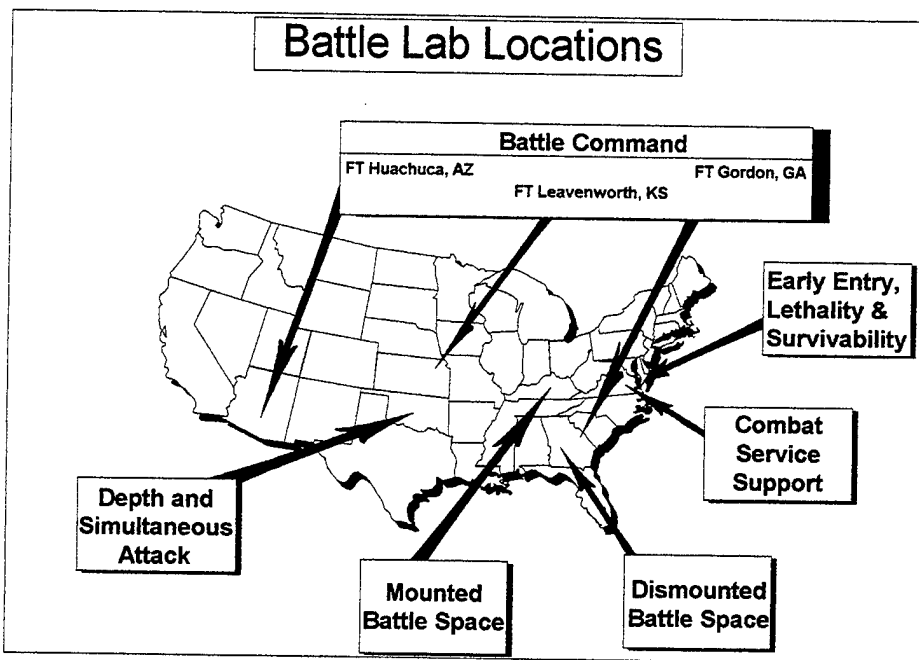 Battle Lab Locations
Battle Command
FT Huachuca, AZ
FT Gordon, GA
FT Leavenworth, KS
Early Entry,
Lethality &
Survivability
Combat
Service
Support
Depth and
Simultaneous
Attack
Mounted
Battle Space
Dismounted
Battle Space